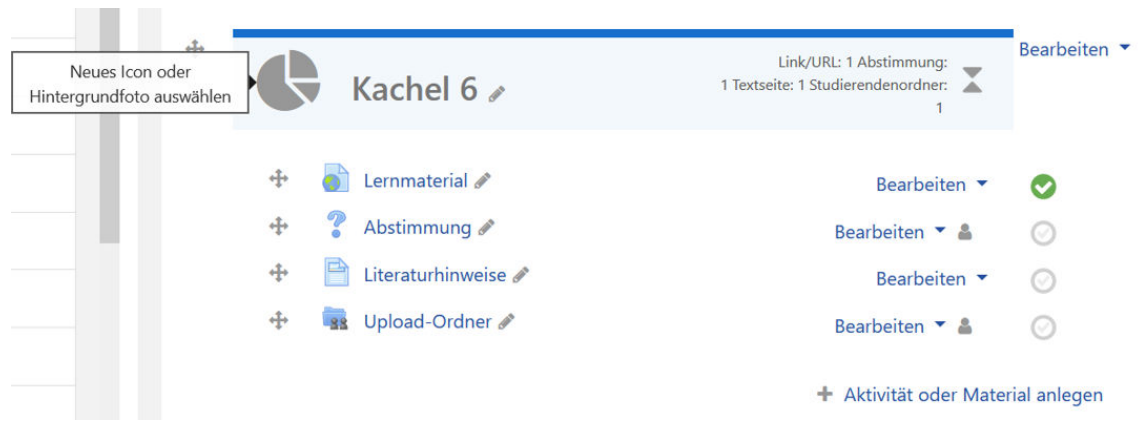 Bearbeiten
Neues Icon oder
Hintergrundfoto auswählen
Kachel 6
Link/URL: 1 Abstimmung:
1 Textseite: 1 Studierendenordner:
1
Lernmaterial Bearbeiten
Abstimmung Bearbeiten
Literaturhinweise Bearbeiten
Upload-Ordner Bearbeiten
Aktivität oder Material anlegen